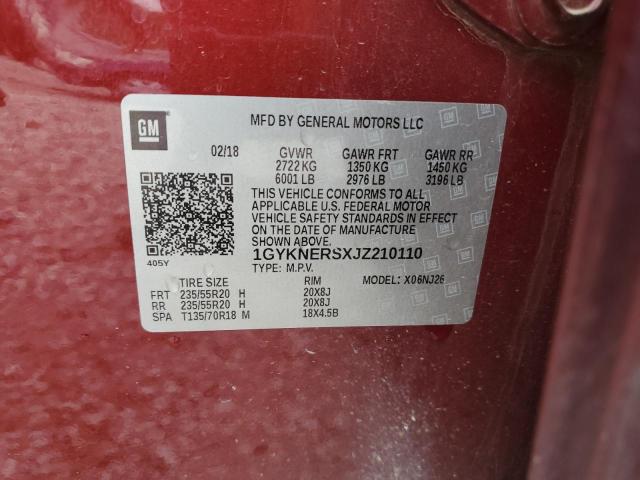 GM
MFD BY GENERAL MOTORS LLC
02/18 GVWR GAWR FRT GAWR RR
2722 KG 1350 KG 1450 KG
6001 LB 2976 LB 3196 LB
THIS VEHICLE CONFORMS TO ALL
APPLICABLE U.S. FEDERAL MOTOR
VEHICLE SAFETY STANDARDS IN EFFECT
ON THE DATE OF MANUFACTURE
SHOWN ABOVE.
405Y
1GYKNERSXJZ210110
TYPE: M.P.V. MODEL: X06NJ26
TIRE SIZE RIM
FRT 235/55R20 H 20X8J
RR 235/55R20 H 20X8J
SPA T135/70R18 M 18X4.5B